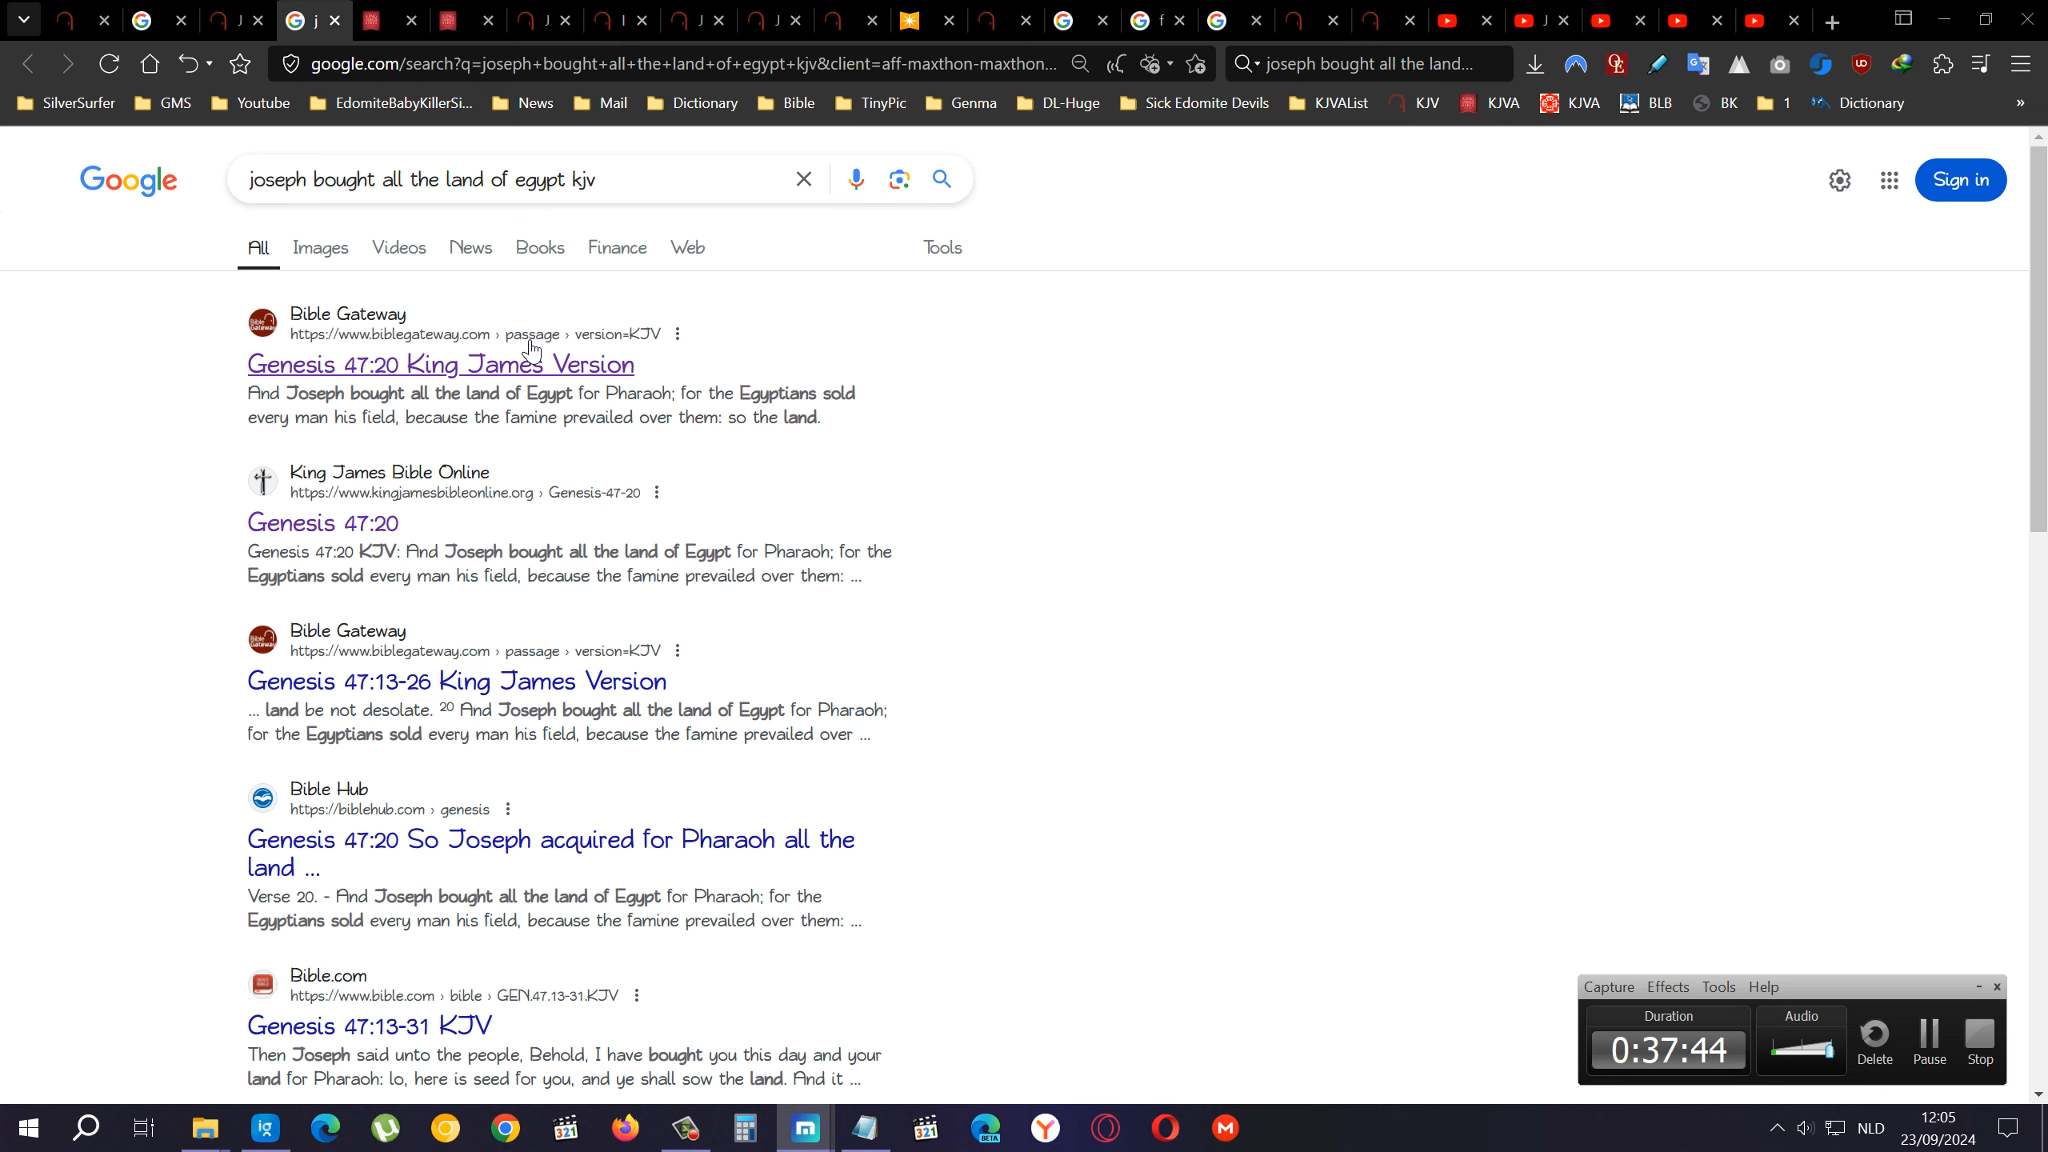 J
j
J
I
J
J
f
J
google.com/search?q=joseph+bought+all+the+land+of+egypt+kjv&client=aff-maxthon-maxthon...
joseph bought all the land...
SilverSurfer
GMS
Youtube
EdomiteBabyKillerSi...
News
Mail
Dictionary
Bible
TinyPic
Genma
DL-Huge
Sick Edomite Devils
KJVAList
KJV
KJVA
KJVA
BLB
BK
1
Dictionary
»
Google
joseph bought all the land of egypt kjv
Sign in
All
Images
Videos
News
Books
Finance
Web
Tools
Bible Gateway
https://www.biblegateway.com › passage › version=KJV
Genesis 47:20 King James Version
And Joseph bought all the land of Egypt for Pharaoh; for the Egyptians sold
every man his field, because the famine prevailed over them: so the land.
King James Bible Online
https://www.kingjamesbibleonline.org › Genesis-47-20
Genesis 47:20
Genesis 47:20 KJV: And Joseph bought all the land of Egypt for Pharaoh; for the
Egyptians sold every man his field, because the famine prevailed over them: ...
Bible Gateway
https://www.biblegateway.com › passage › version=KJV
Genesis 47:13-26 King James Version
... land be not desolate. 20 And Joseph bought all the land of Egypt for Pharaoh;
for the Egyptians sold every man his field, because the famine prevailed over ...
Bible Hub
https://biblehub.com › genesis
Genesis 47:20 So Joseph acquired for Pharaoh all the
land ...
Verse 20. - And Joseph bought all the land of Egypt for Pharaoh; for the
Egyptians sold every man his field, because the famine prevailed over them: ...
Bible.com
https://www.bible.com › bible › GEN.47.13-31.KJV
Genesis 47:13-31 KJV
Then Joseph said unto the people, Behold, I have bought you this day and your
land for Pharaoh: lo, here is seed for you, and ye shall sow the land. And it ...
Capture Effects Tools Help
Duration
Audio
0:37:44
Delete
Pause
Stop
NLD
12:05
23/09/2024